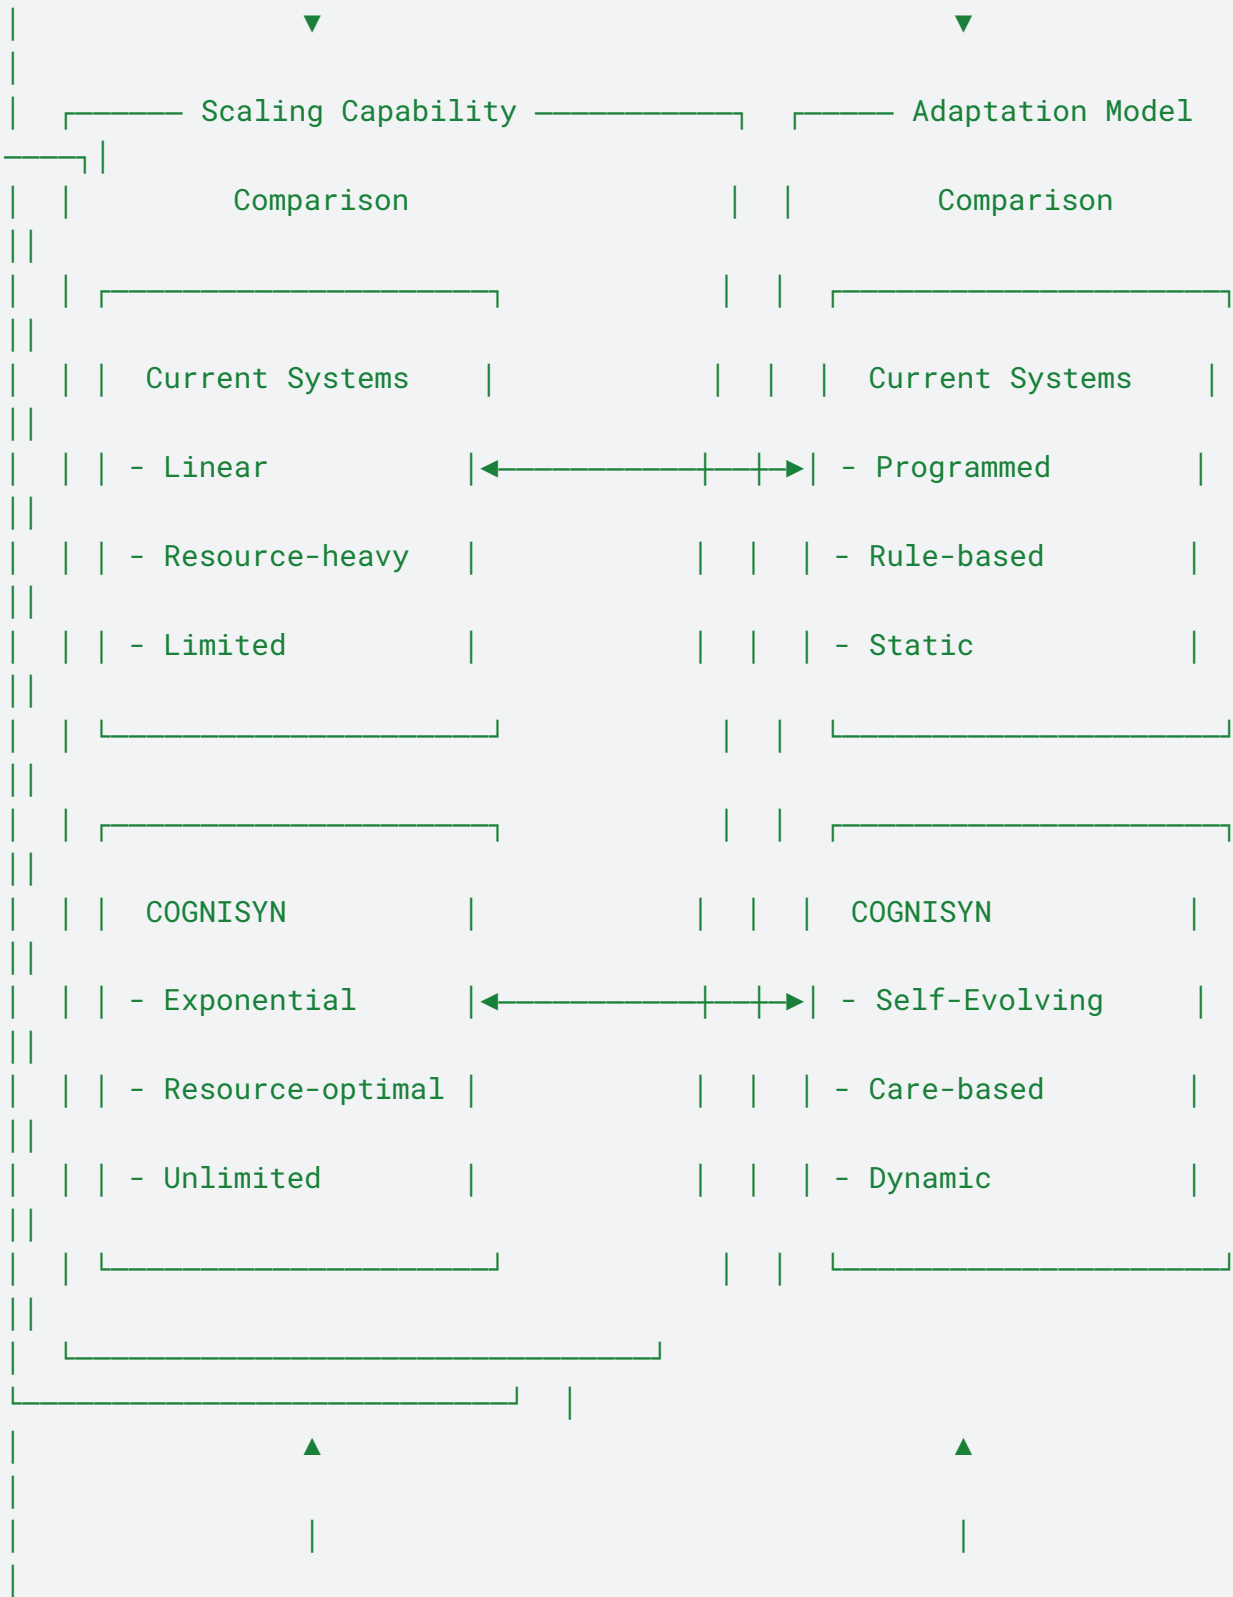 Scaling Capability Adaptation Model
Comparison Comparison
Current Systems Current Systems
- Linear - Programmed
- Resource-heavy - Rule-based
- Limited - Static
COGNISYN COGNISYN
- Exponential - Self-Evolving
- Resource-optimal - Care-based
- Unlimited - Dynamic